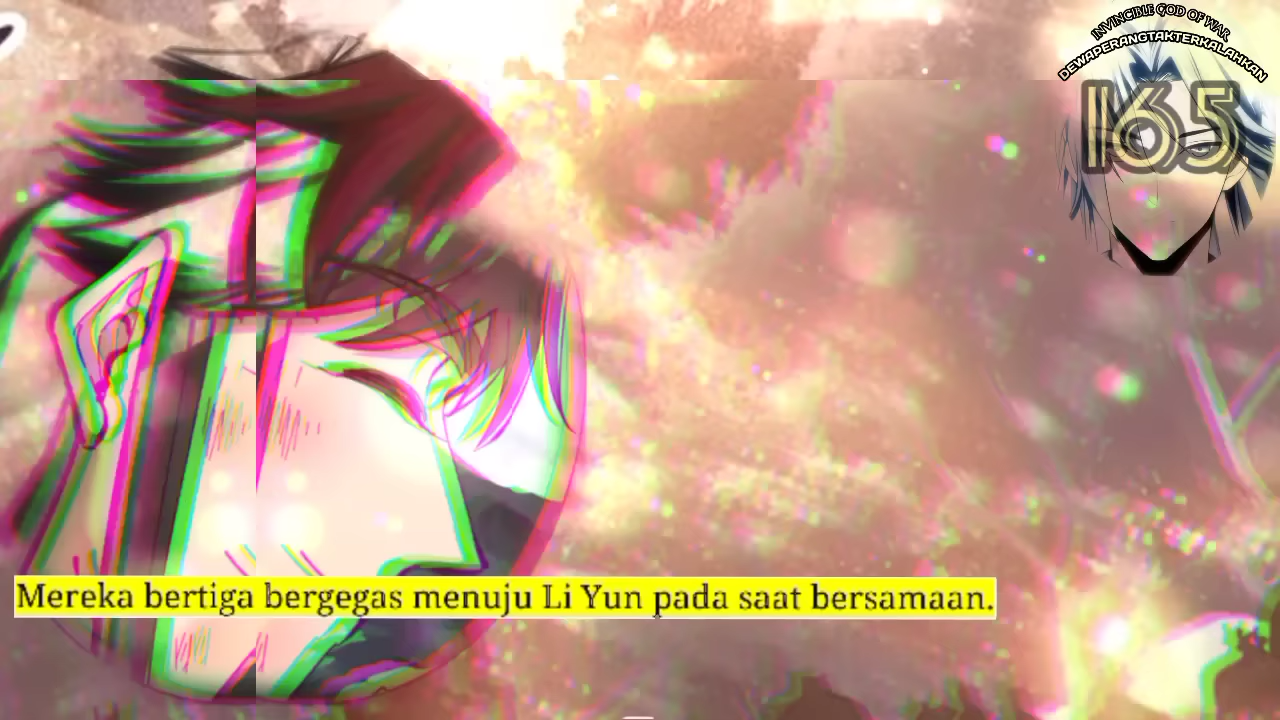 INVINCIBLE GOD OF WAR
DEWAPERANGTAKTERKALAHKAN
165
Mereka bertiga bergegas menuju Li Yun pada saat bersamaan.